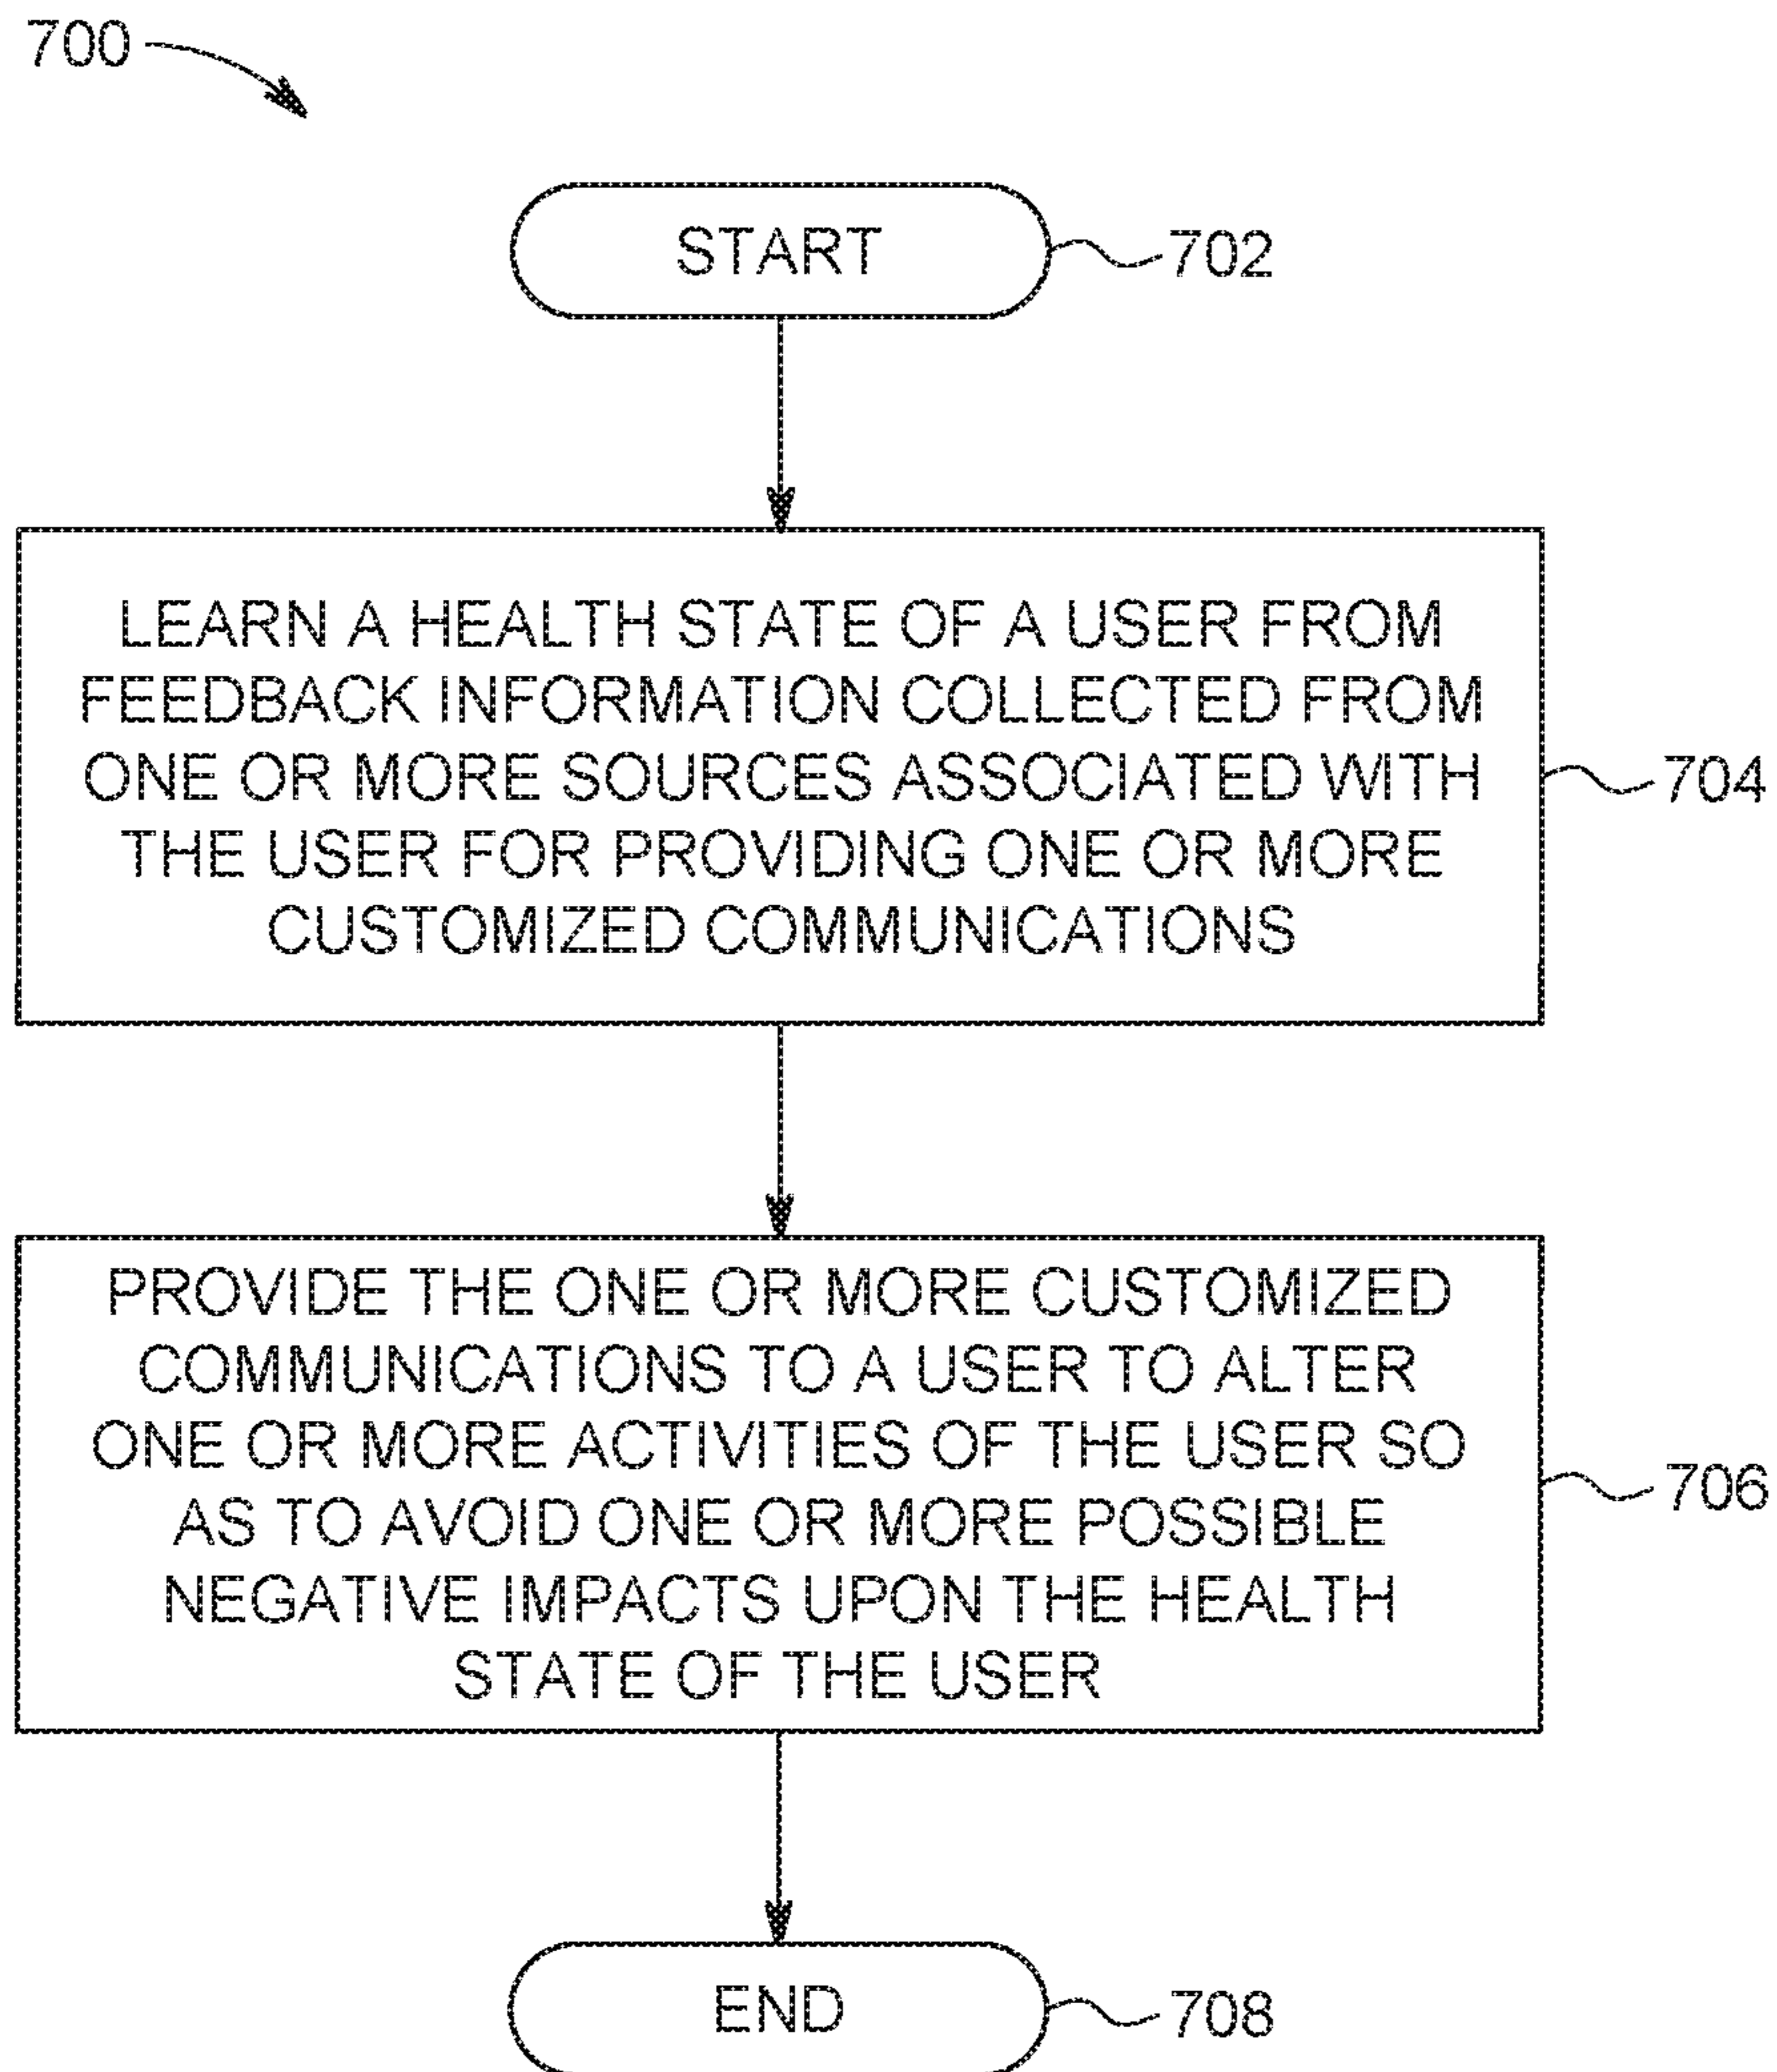 700
START
702
LEARN A HEALTH STATE OF A USER FROM
FEEDBACK INFORMATION COLLECTED FROM
ONE OR MORE SOURCES ASSOCIATED WITH
THE USER FOR PROVIDING ONE OR MORE
CUSTOMIZED COMMUNICATIONS
704
PROVIDE THE ONE OR MORE CUSTOMIZED
COMMUNICATIONS TO A USER TO ALTER
ONE OR MORE ACTIVITIES OF THE USER SO
AS TO AVOID ONE OR MORE POSSIBLE
NEGATIVE IMPACTS UPON THE HEALTH
STATE OF THE USER
706
END
708